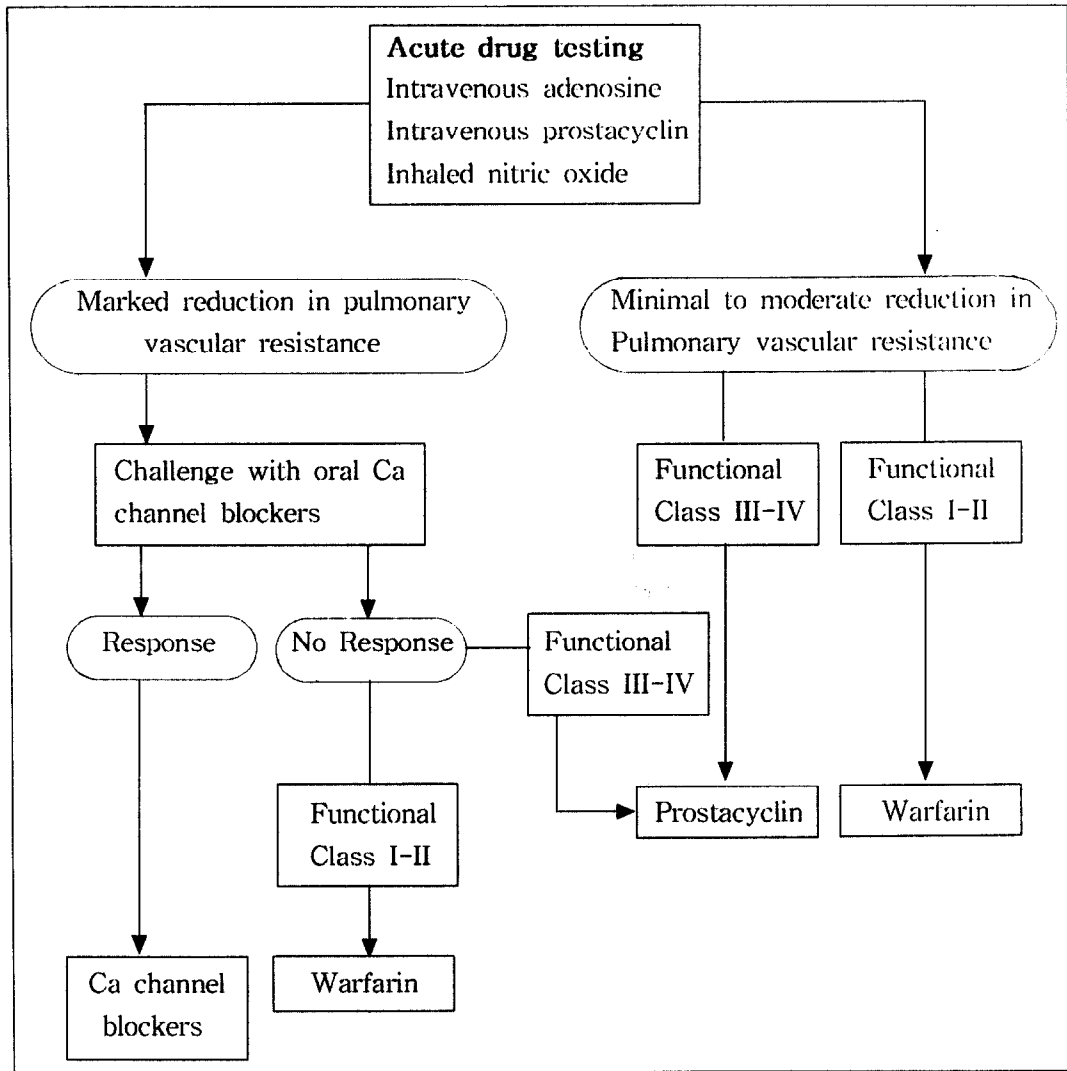 Acute drug testing
Intravenous adenosine
Intravenous prostacyclin
Inhaled nitric oxide
Marked reduction in pulmonary
vascular resistance
Minimal to moderate reduction in
Pulmonary vascular resistance
Challenge with oral Ca
channel blockers
Functional
Class III-IV
Functional
Class I-II
Response
No Response
Functional
Class III-IV
Functional
Class I-II
Prostacyclin
Warfarin
Ca channel
blockers
Warfarin